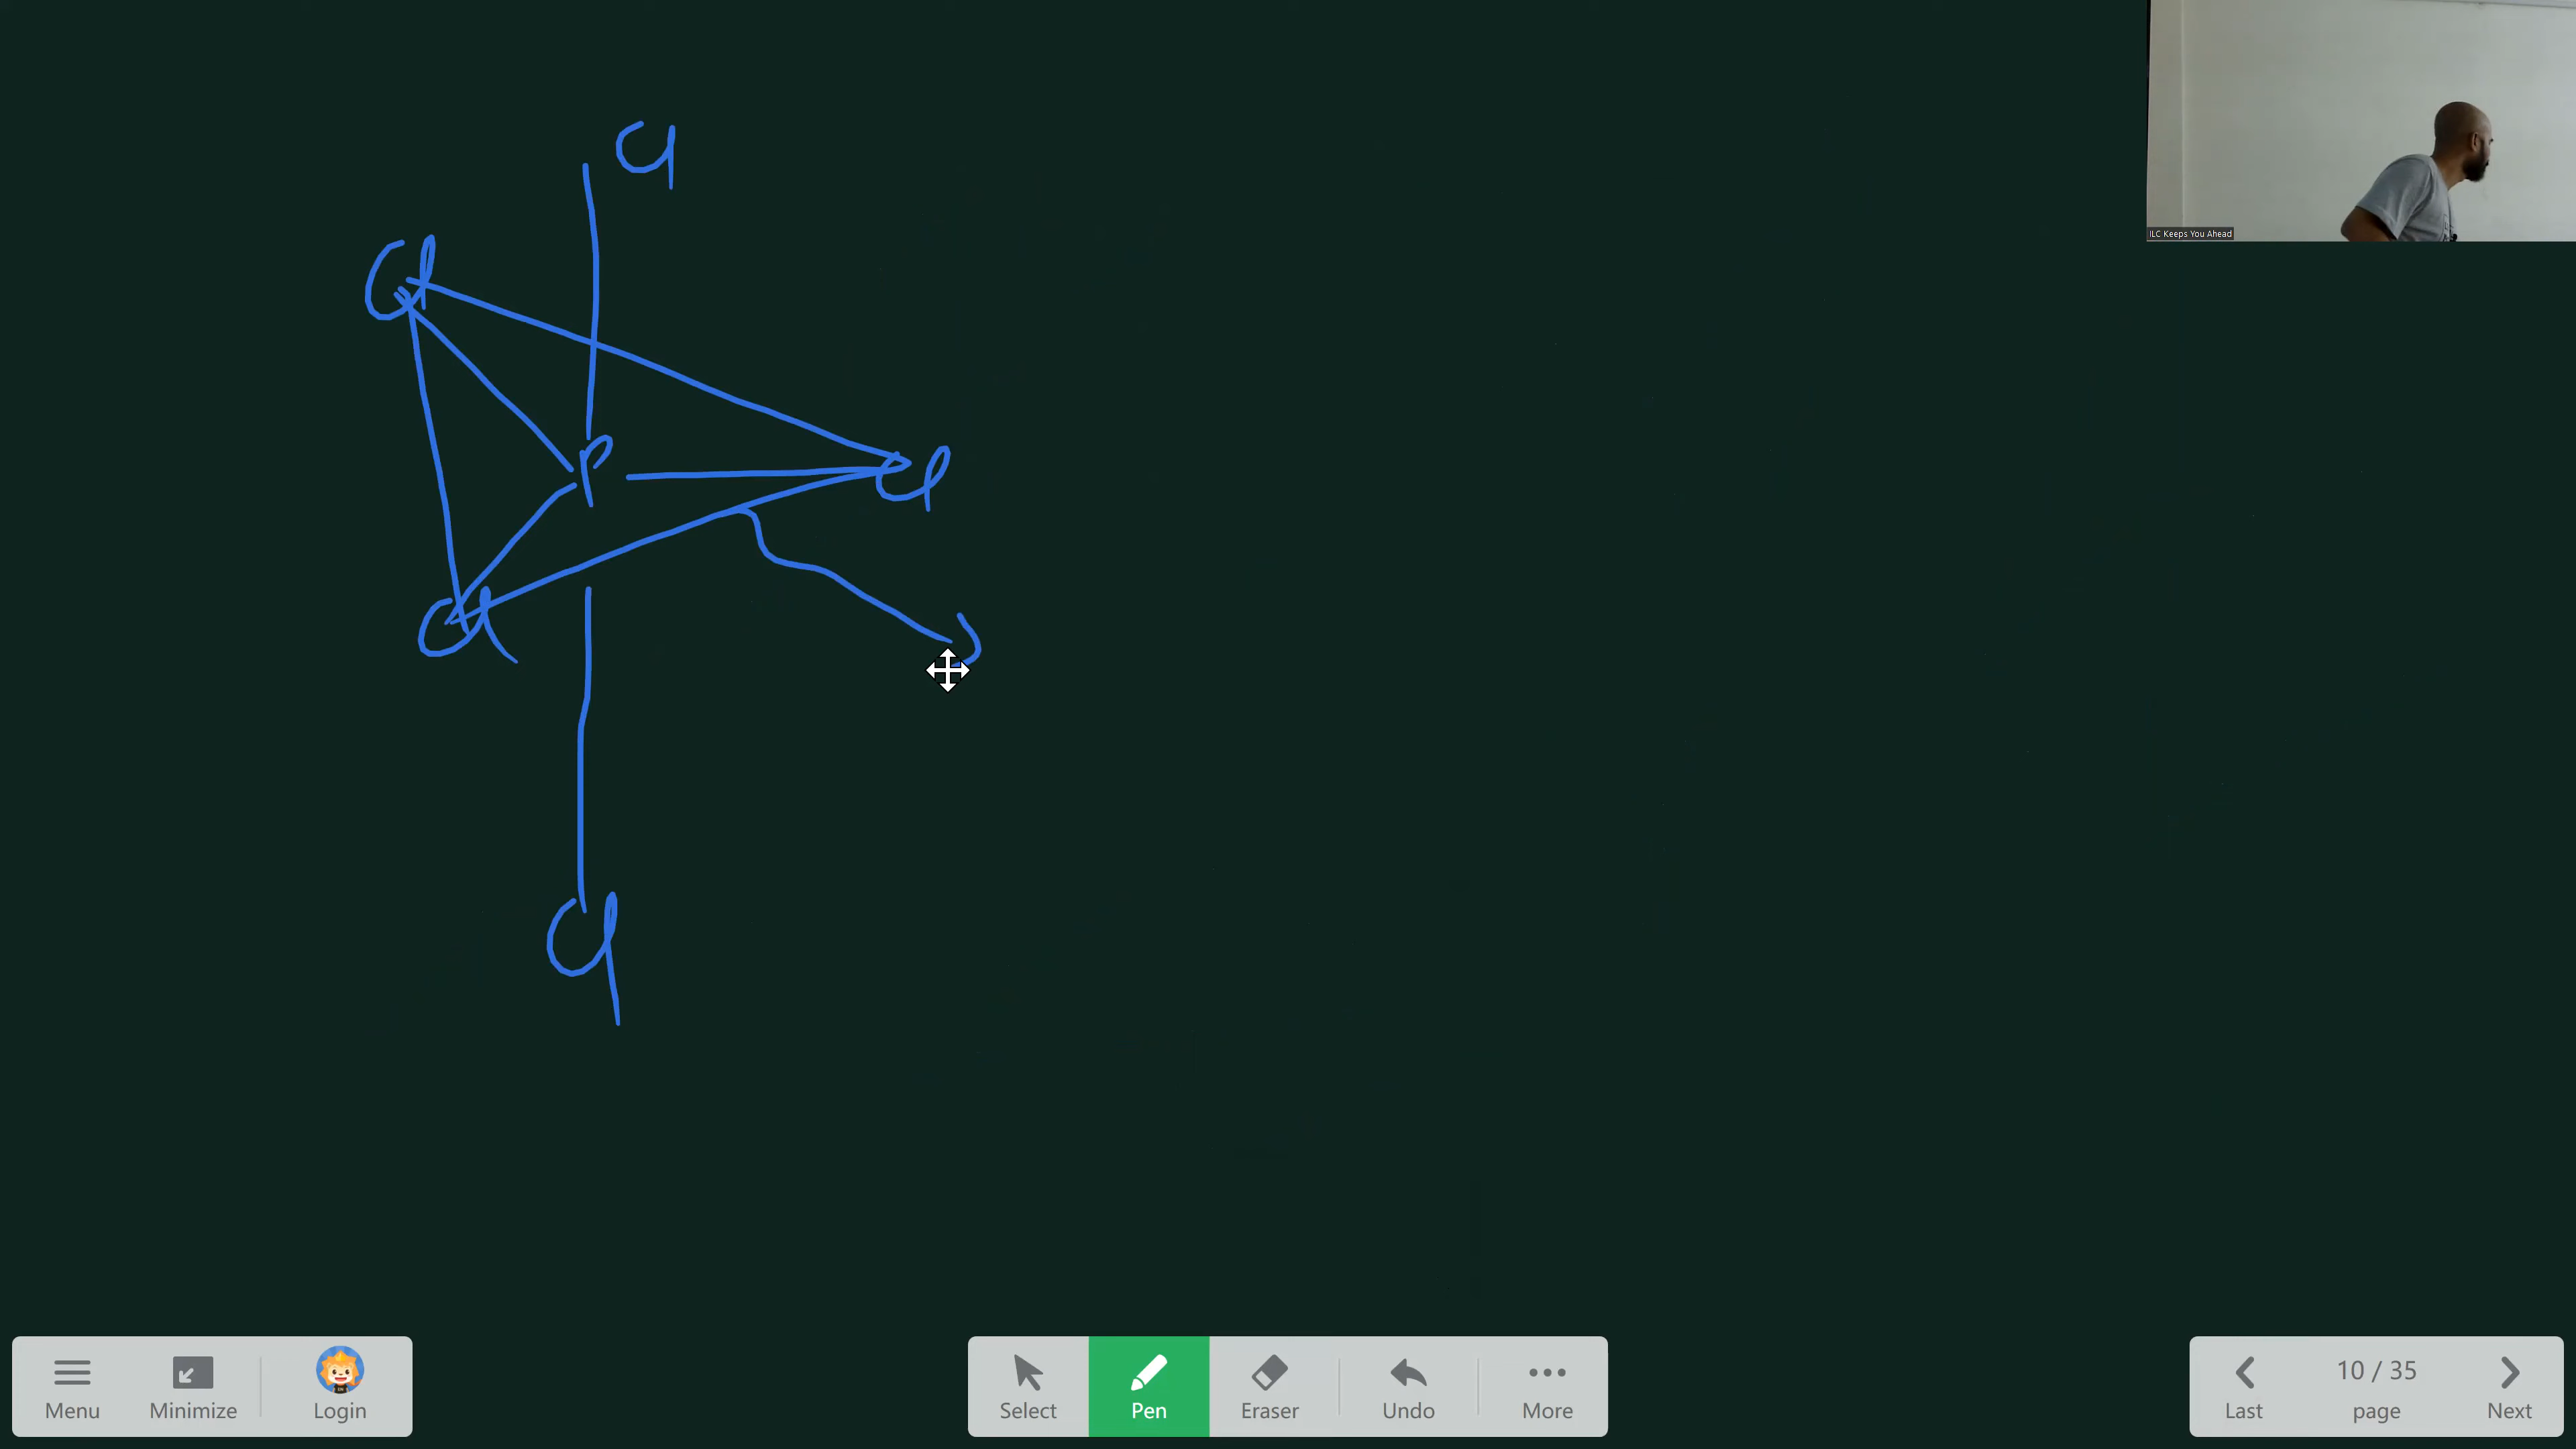 Cl
ILC Keeps You Ahead
Cl
P
Cl
Cl
Cl
Menu
Minimize
Login
Select
Pen
Eraser
Undo
More
Last
10 / 35
page
Next